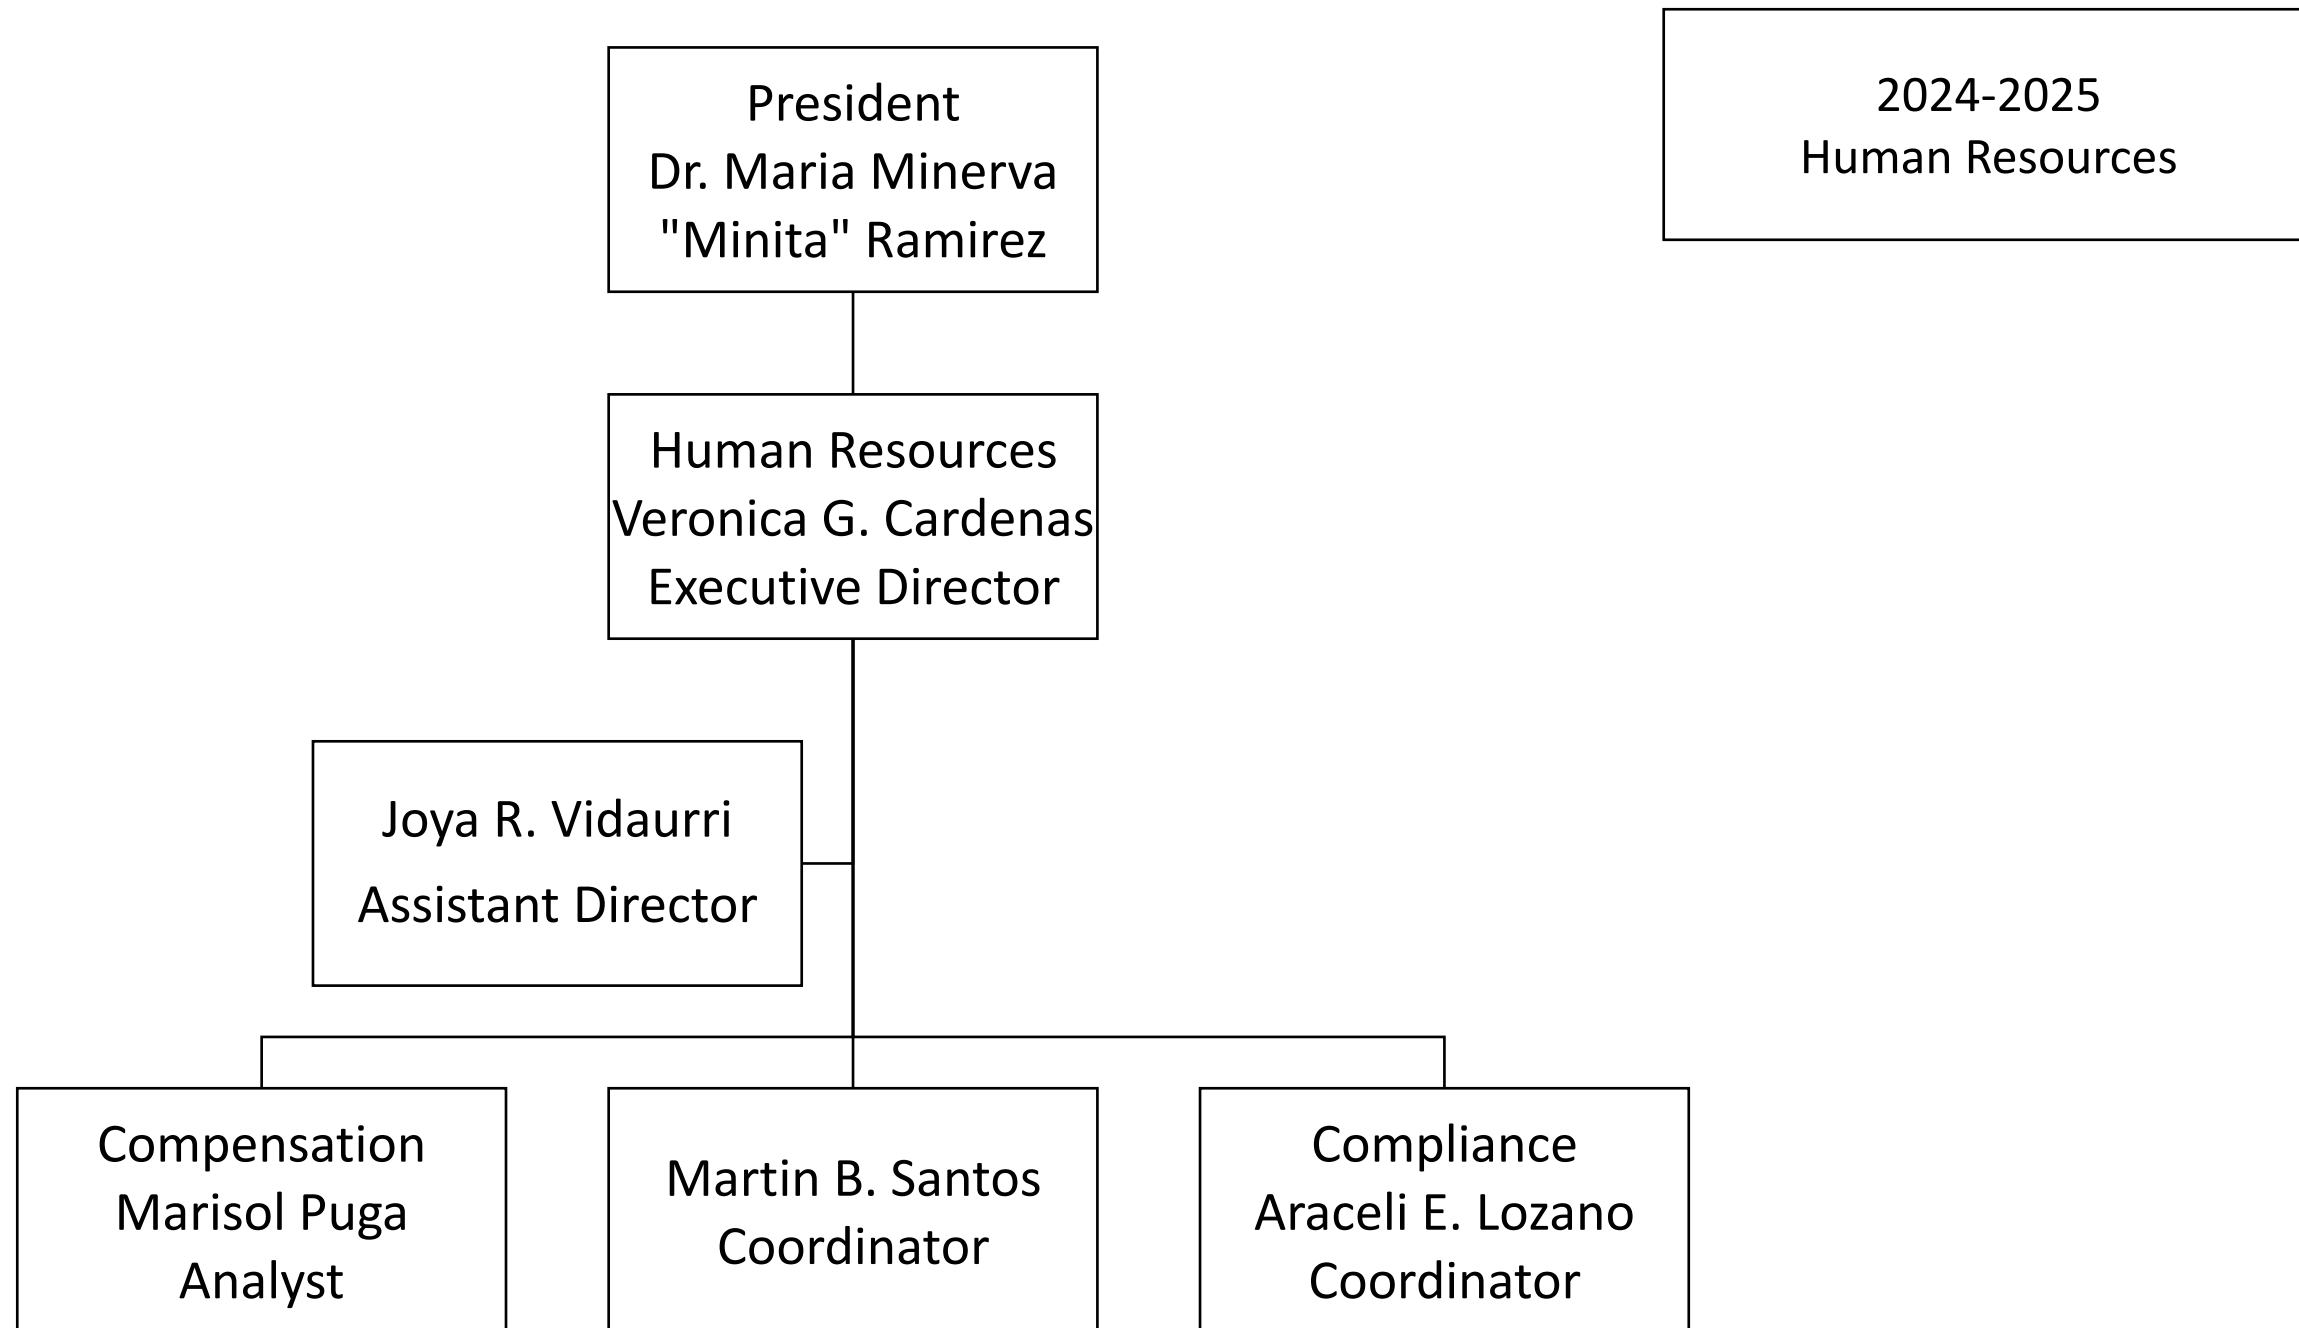 President
Dr. Maria Minerva
"Minita" Ramirez
2024-2025
Human Resources
Human Resources
Veronica G. Cardenas
Executive Director
Joya R. Vidaurri
Assistant Director
Compensation
Marisol Puga
Analyst
Martin B. Santos
Coordinator
Compliance
Araceli E. Lozano
Coordinator